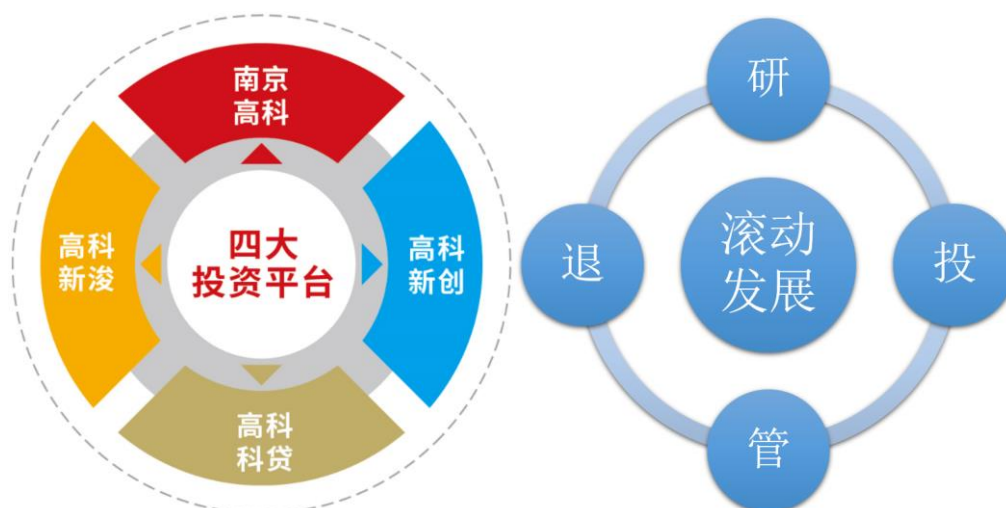 南京
高科
高科
新浚
四大
投资平台
高科
新创
高科
科贷
研
退
滚动
发展
投
管